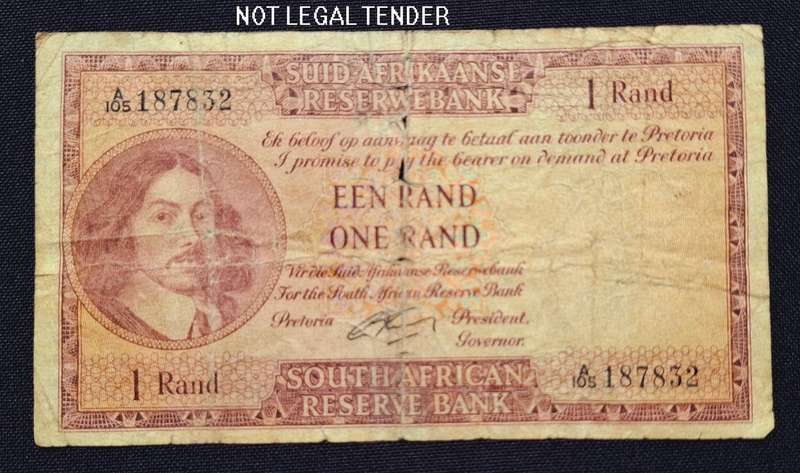 NOT LEGAL TENDER
SUID-AFRIKAANSE
RESERWEBANK
A/105 187832
1 Rand
Ek beloof op aanvraag te betaal aan toonder te Pretoria
I promise to pay the bearer on demand at Pretoria
EEN RAND
ONE RAND
Vir die Suid-Afrikaanse Reservebank
For the South African Reserve Bank
Pretoria President.
Governor.
1 Rand
SOUTH AFRICAN
RESERVE BANK
A/105 187832